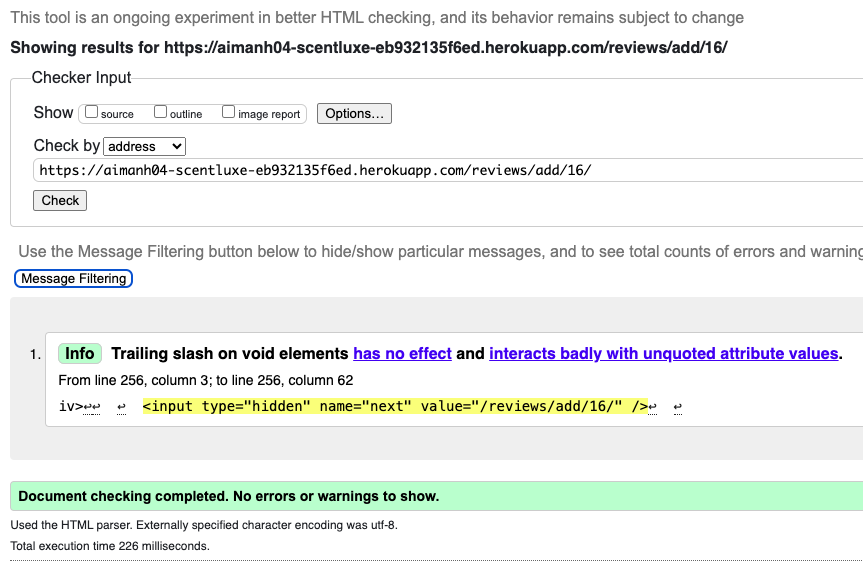 This tool is an ongoing experiment in better HTML checking, and its behavior remains subject to change
Showing results for https://aimanh04-scentluxe-eb932135f6ed.herokuapp.com/reviews/add/16/
Checker Input
Show source outline image report Options...
Check by address
https://aimanh04-scentluxe-eb932135f6ed.herokuapp.com/reviews/add/16/
Check
Use the Message Filtering button below to hide/show particular messages, and to see total counts of errors and warning
Message Filtering
1. Info Trailing slash on void elements has no effect and interacts badly with unquoted attribute values.
From line 256, column 3; to line 256, column 62
iv>↩↩ ↩ <input type="hidden" name="next" value="/reviews/add/16/" />↩ ↩
Document checking completed. No errors or warnings to show.
Used the HTML parser. Externally specified character encoding was utf-8.
Total execution time 226 milliseconds.